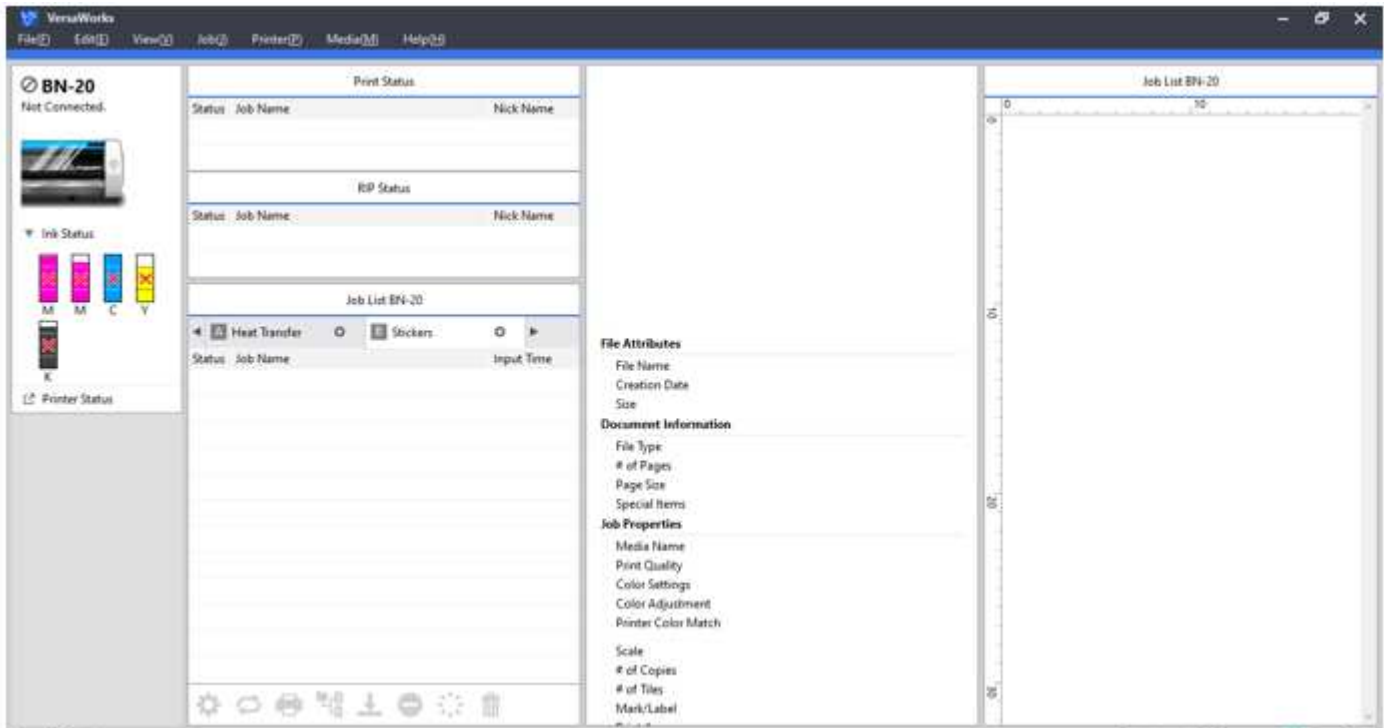 VersaWorks
File(F) Edit(E) View(V) Job(J) Printer(P) Media(M) Help(H)
BN-20
Not Connected.
Ink Status
M M C Y
K
Printer Status
Print Status
Status Job Name Nick Name
RIP Status
Status Job Name Nick Name
Job List BN-20
A Heat Transfer Stickers
Status Job Name Input Time
File Attributes
File Name
Creation Date
Size
Document Information
File Type
# of Pages
Page Size
Special Items
Job Properties
Media Name
Print Quality
Color Settings
Color Adjustment
Printer Color Match
Scale
# of Copies
# of Tiles
Mark/Label
Job List BN-20
0 10
0
10
20
30